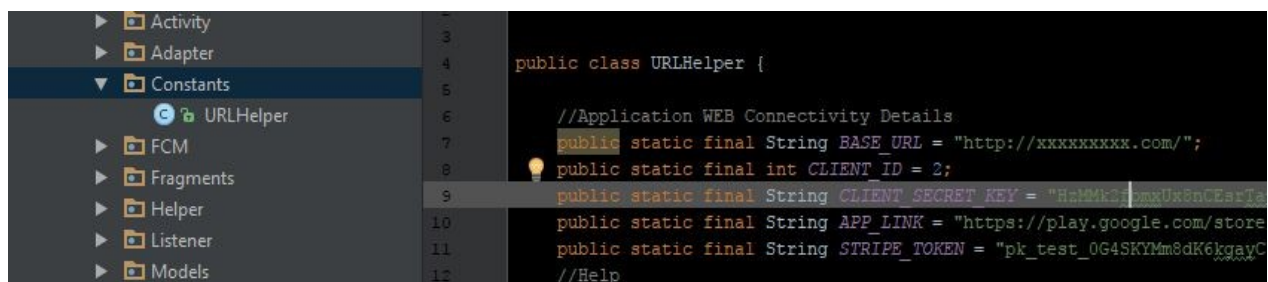 Activity
Adapter
Constants
URLHelper
FCM
Fragments
Helper
Listener
Models
3
4 public class URLHelper {
5
6 //Application WEB Connectivity Details
7 public static final String BASE_URL = "http://xxxxxxxxx.com/";
8 public static final int CLIENT_ID = 2;
9 public static final String CLIENT_SECRET_KEY =
10 public static final String APP_LINK = "https://play.google.com/store
11 public static final String STRIPE_TOKEN = "pk_test_0G4SKYMm8dK6kgayC
12 //Help